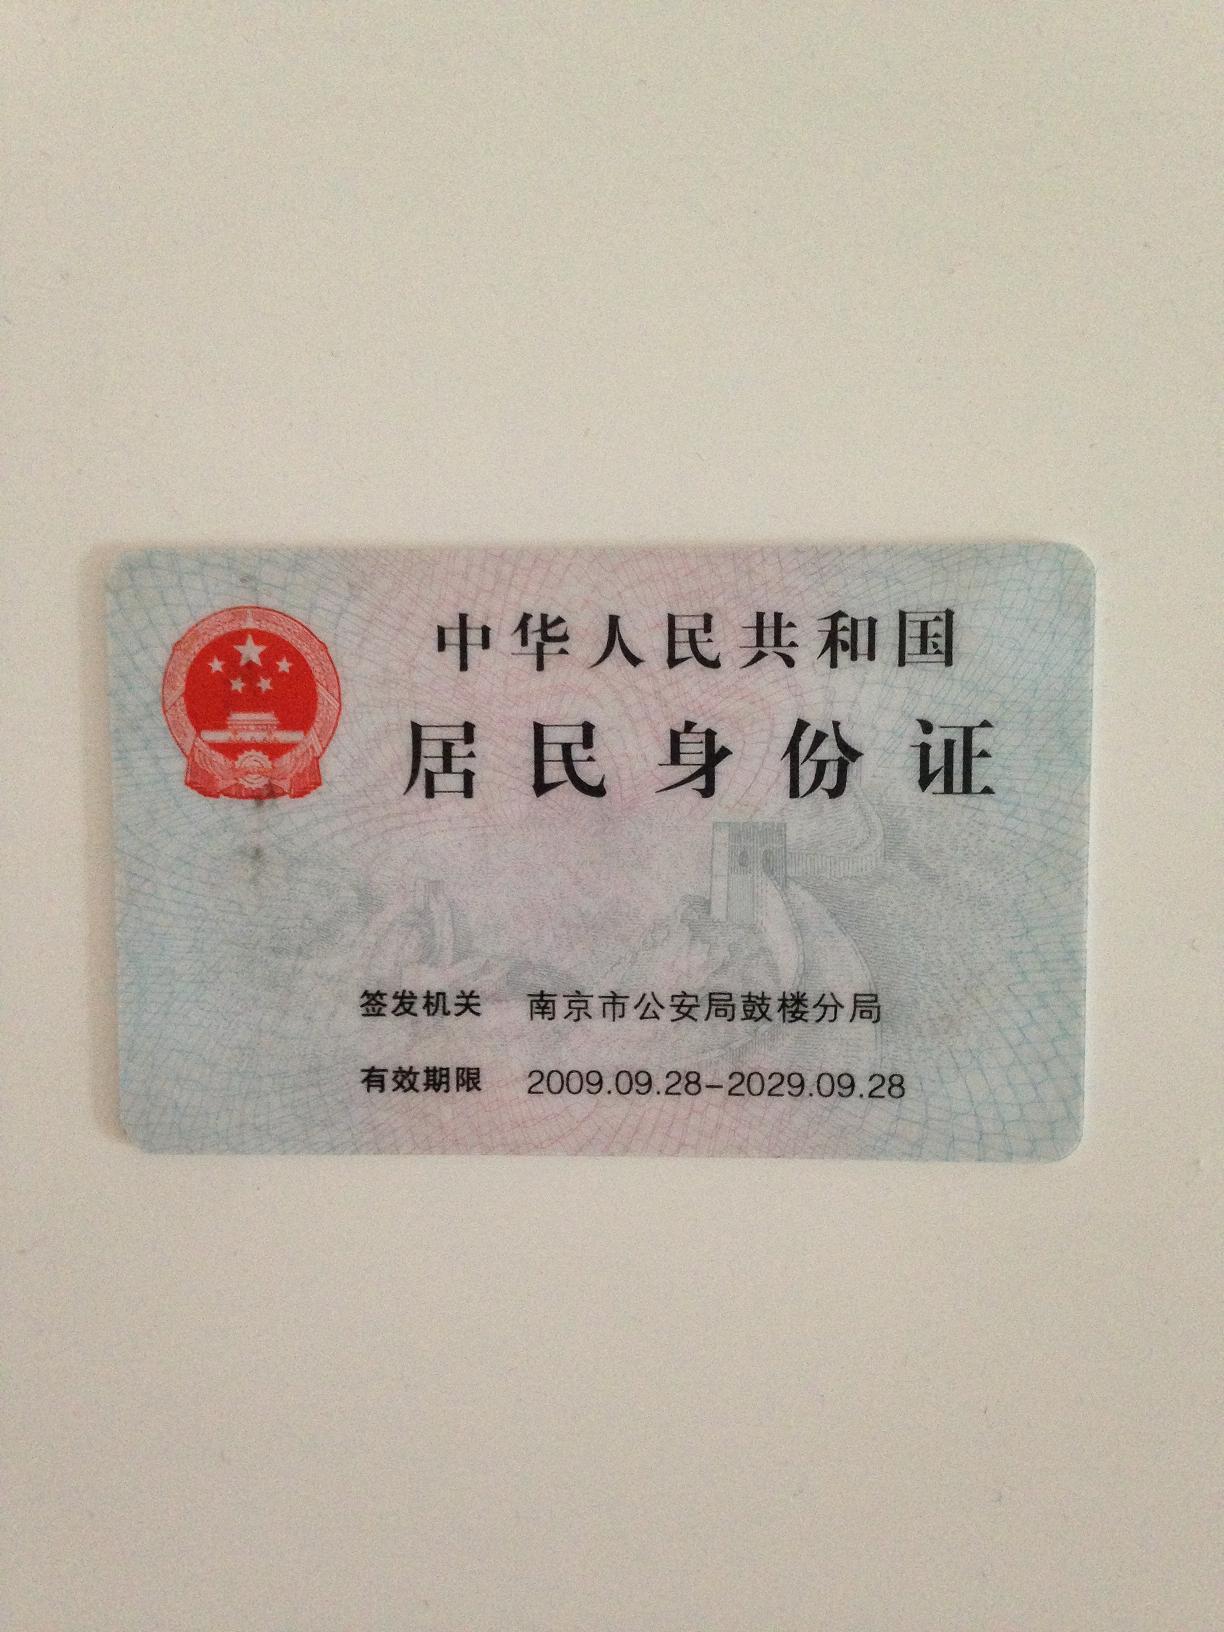 中华人民共和国
居民身份证
签发机关 南京市公安局鼓楼分局
有效期限 2009.09.28-2029.09.28